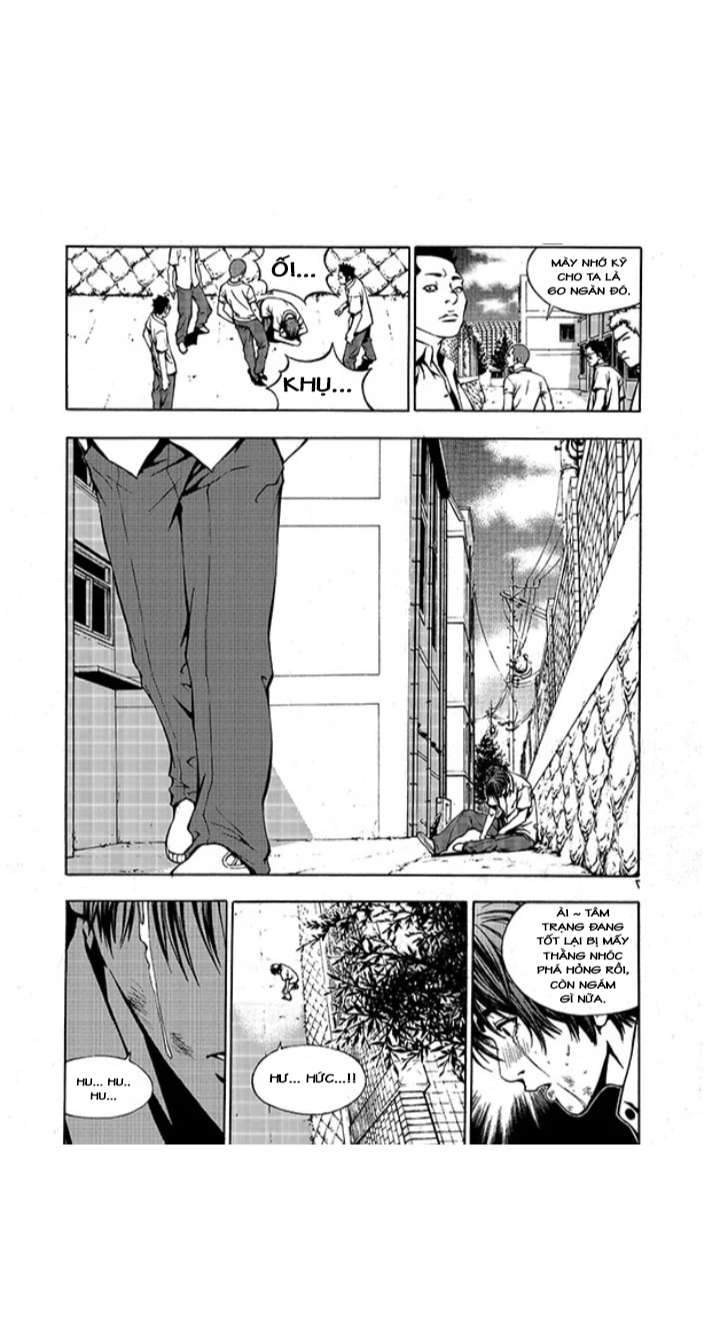 ỐI...
KHỤ...
MÀY NHỚ KỸ
CHO TA LÀ
60 NGÀN ĐÓ.
HU... HU..
HU...
HƯ... HỨC...!!
ÀI ~ TÂM
TRẠNG ĐANG
TỐT LẠI BỊ MẤY
THẰNG NHÓC
PHÁ HỎNG RỒI,
CÒN NGẮM
GÌ NỮA.